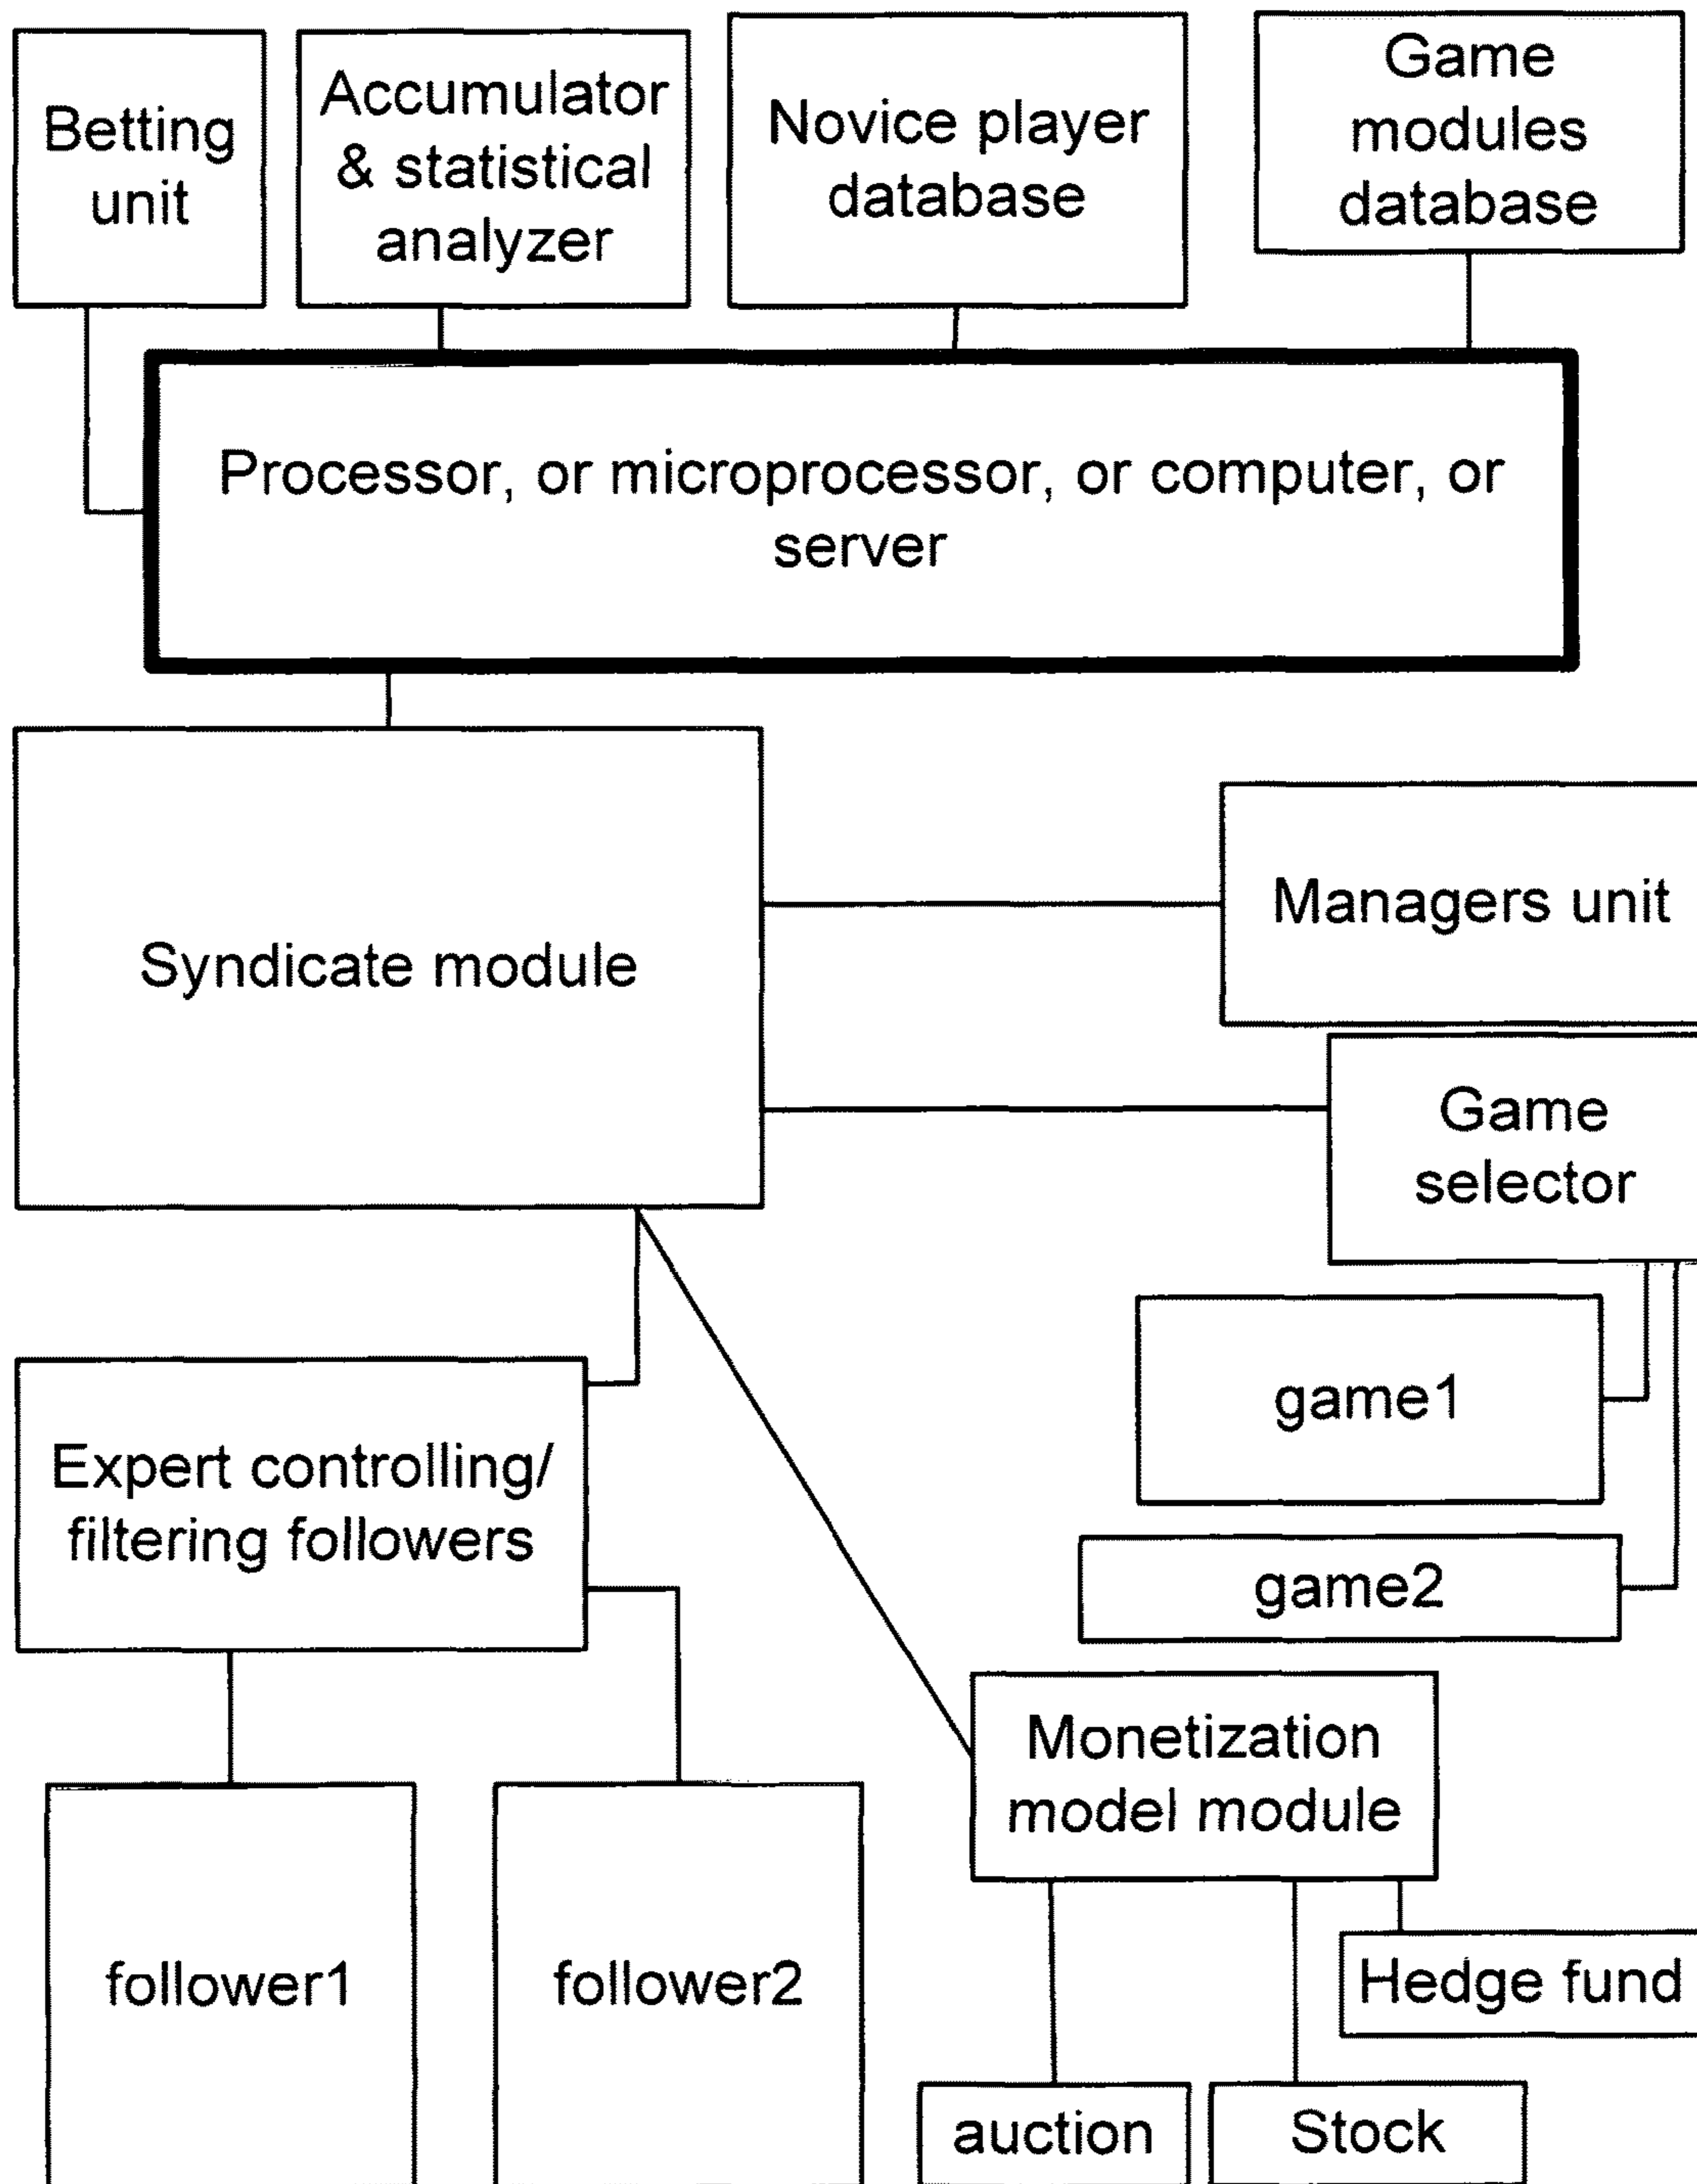 Betting
unit
Accumulator
& statistical
analyzer
Novice player
database
Game
modules
database
Processor, or microprocessor, or computer, or
server
Syndicate module
Managers unit
Game
selector
game1
game2
Expert controlling/
filtering followers
Monetization
model module
follower1
follower2
Hedge fund
auction
Stock